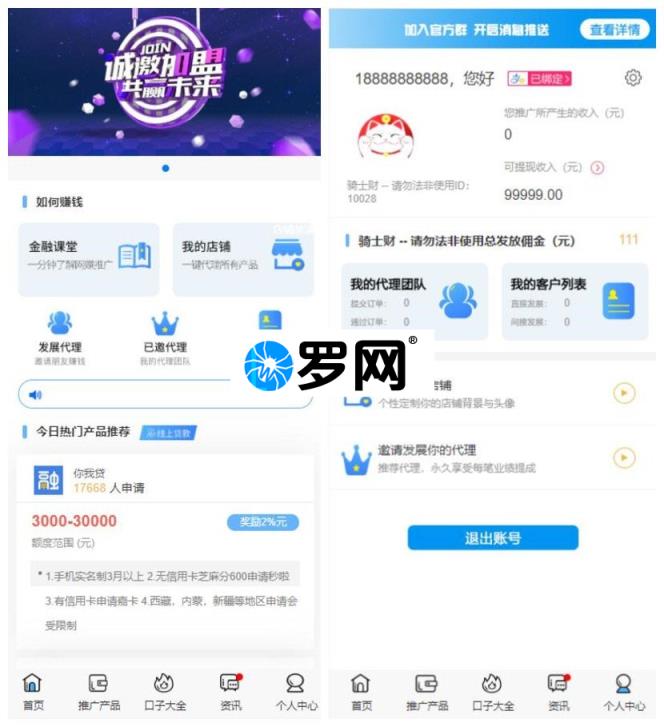 JOIN
诚邀加盟
共赢未来
如何赚钱
金融课堂
一分钟了解网赚推广
我的店铺
一键代理所有产品
发展代理
邀请朋友赚钱
已邀代理
我的代理团队
今日热门产品推荐
线上贷款
融
你我贷
17668 人申请
3000-30000
奖励2%元
额度范围 (元)
* 1.手机实名制3月以上 2.无信用卡芝麻分600申请秒啦
3.有信用卡申请嘉卡 4.西藏，内蒙，新疆等地区申请会
受限制
首页
推广产品
口子大全
资讯
个人中心
加入官方群 开启消息推送
查看详情
18888888888，您好
已绑定
您推广所产生的收入（元）
0
可提现收入（元）
99999.00
骑士财 -- 请勿法非使用ID:
10028
骑士财 -- 请勿法非使用总发放佣金（元）
111
我的代理团队
提交订单： 0
通过订单： 0
我的客户列表
直接发展： 0
间接发展： 0
罗网®
店铺
个性定制你的店铺背景与头像
邀请发展你的代理
推荐代理，永久享受每笔业绩提成
退出账号
首页
推广产品
口子大全
资讯
个人中心